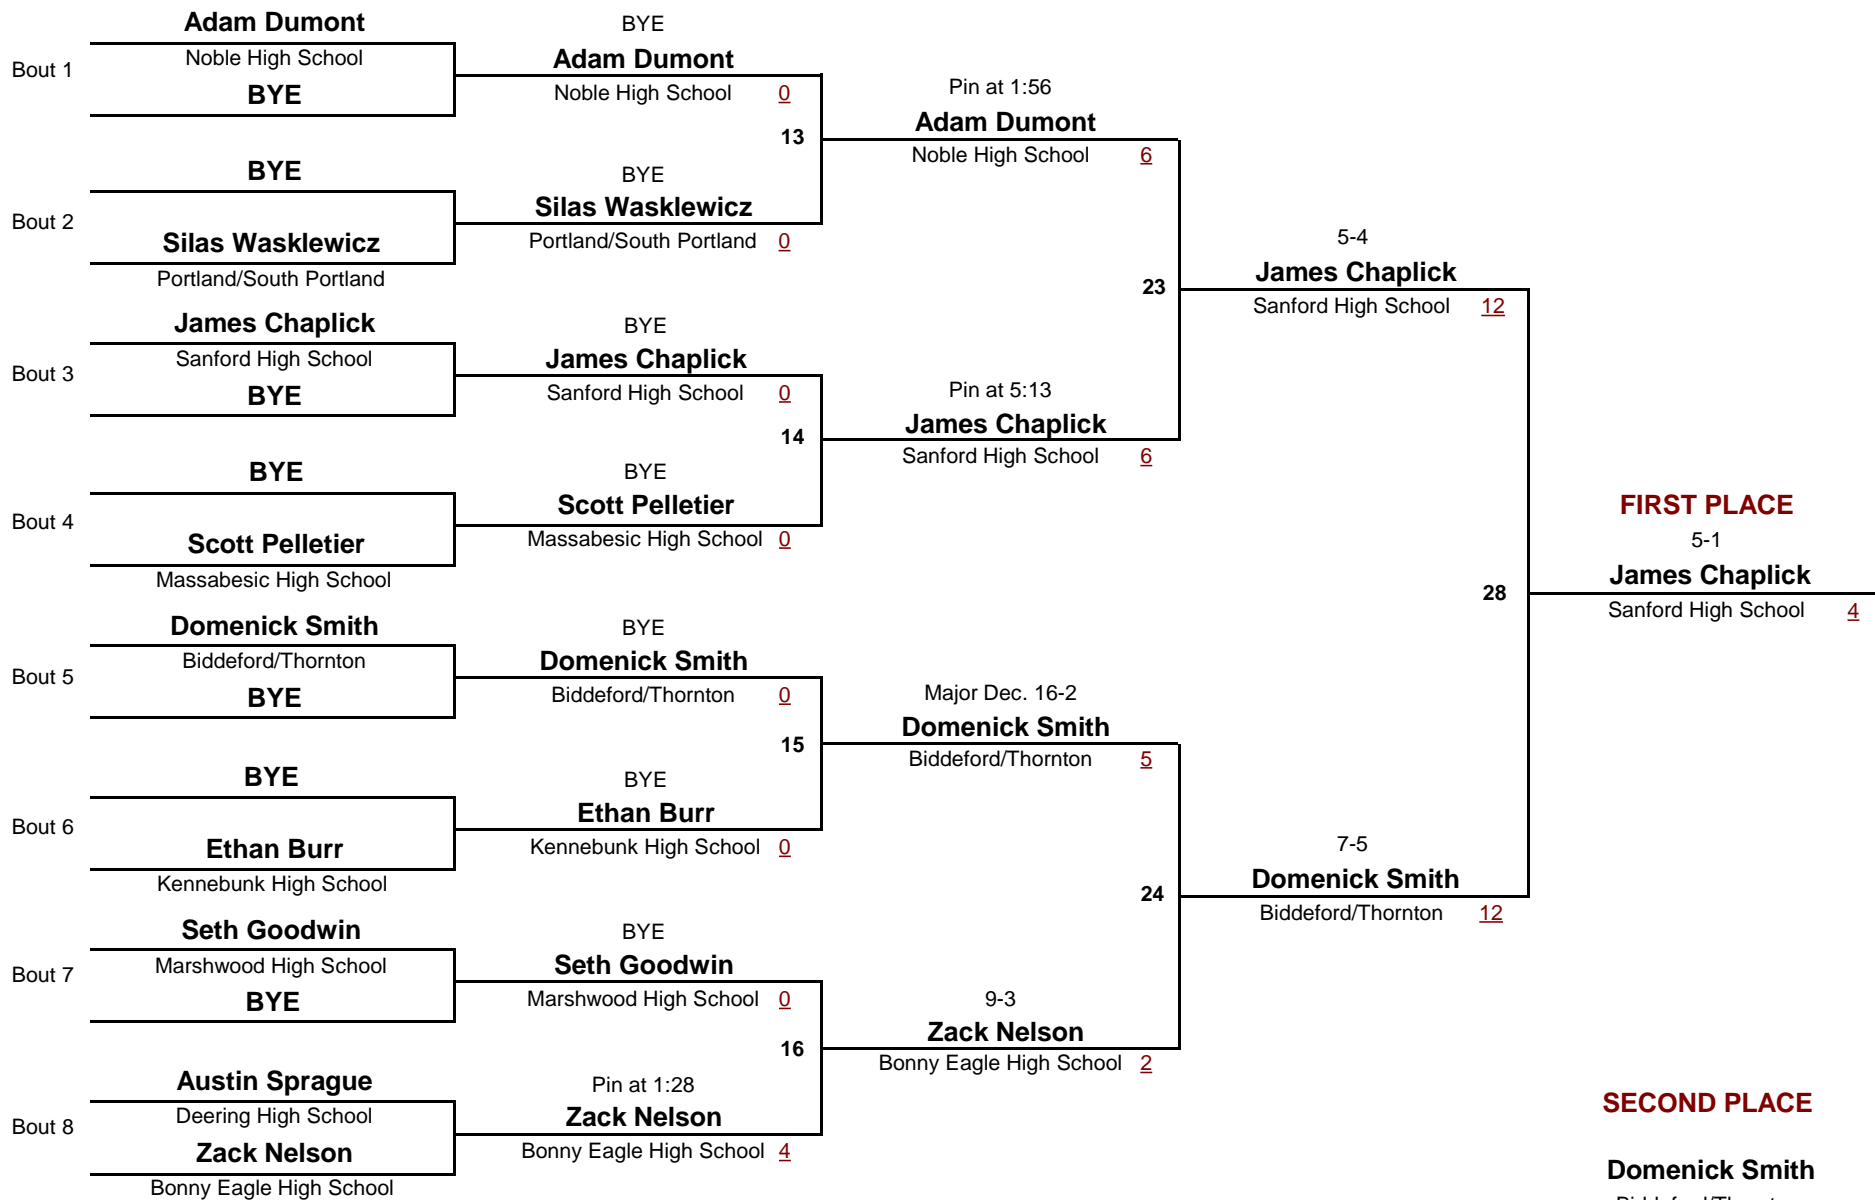 Bout 1
Adam Dumont
Noble High School
BYE
Bout 2
BYE
Silas Wasklewicz
Portland/South Portland
Bout 3
James Chaplick
Sanford High School
BYE
Bout 4
BYE
Scott Pelletier
Massabesic High School
Bout 5
Domenick Smith
Biddeford/Thornton
BYE
Bout 6
BYE
Ethan Burr
Kennebunk High School
Bout 7
Seth Goodwin
Marshwood High School
BYE
Bout 8
Austin Sprague
Deering High School
Zack Nelson
Bonny Eagle High School
BYE
Adam Dumont
Noble High School 0
13
BYE
Silas Wasklewicz
Portland/South Portland 0
BYE
James Chaplick
Sanford High School 0
14
BYE
Scott Pelletier
Massabesic High School 0
BYE
Domenick Smith
Biddeford/Thornton 0
15
BYE
Ethan Burr
Kennebunk High School 0
BYE
Seth Goodwin
Marshwood High School 0
16
Pin at 1:28
Zack Nelson
Bonny Eagle High School 4
Pin at 1:56
Adam Dumont
Noble High School 6
23
Pin at 5:13
James Chaplick
Sanford High School 6
Major Dec. 16-2
Domenick Smith
Biddeford/Thornton 5
24
9-3
Zack Nelson
Bonny Eagle High School 2
5-4
James Chaplick
Sanford High School 12
28
7-5
Domenick Smith
Biddeford/Thornton 12
FIRST PLACE
5-1
James Chaplick
Sanford High School 4
SECOND PLACE
Domenick Smith
Biddeford/Thornton